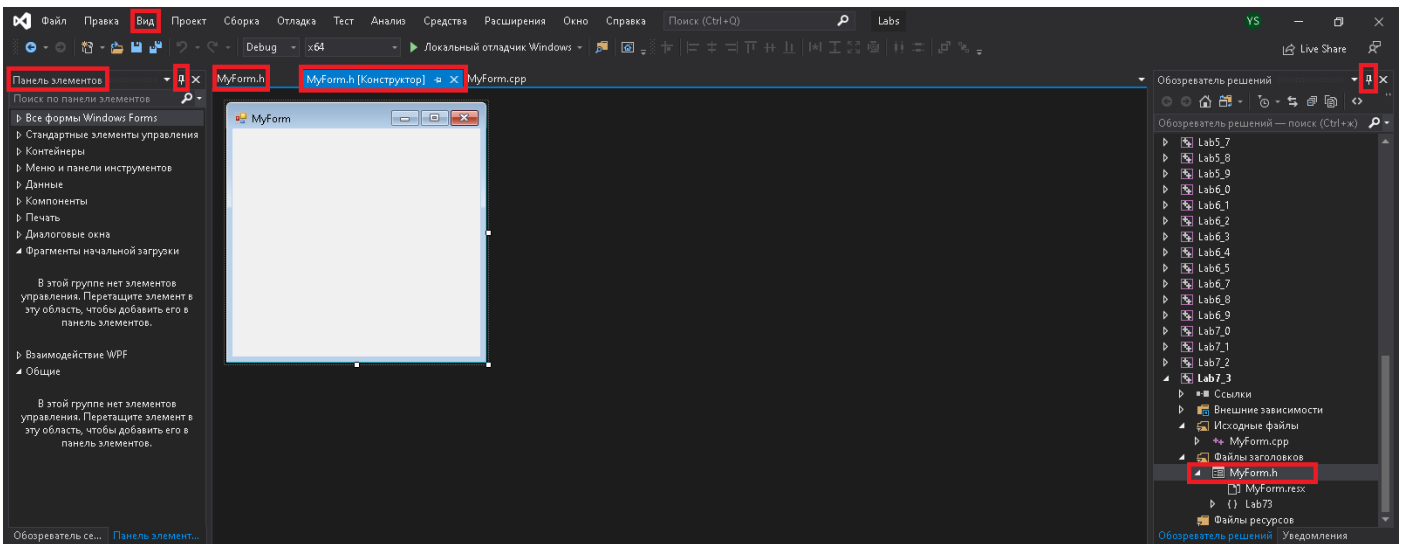 Файл Правка Вид Проект Сборка Отладка Тест Анализ Средства Расширения Окно Справка Поиск (Ctrl+Q) Labs YS
Debug x64 Локальный отладчик Windows Live Share
Панель элементов
Поиск по панели элементов
Все формы Windows Forms
Стандартные элементы управления
Контейнеры
Меню и панели инструментов
Данные
Компоненты
Печать
Диалоговые окна
Фрагменты начальной загрузки
В этой группе нет элементов
управления. Перетащите элемент в
эту область, чтобы добавить его в
панель элементов.
Взаимодействие WPF
Общие
В этой группе нет элементов
управления. Перетащите элемент в
эту область, чтобы добавить его в
панель элементов.
Обозреватель се... Панель элемент...
MyForm.h MyForm.h [Конструктор] MyForm.cpp
MyForm
Обозреватель решений
Обозреватель решений — поиск (Ctrl+ж)
Lab5_7
Lab5_8
Lab5_9
Lab6_0
Lab6_1
Lab6_2
Lab6_3
Lab6_4
Lab6_5
Lab6_7
Lab6_8
Lab6_9
Lab7_0
Lab7_1
Lab7_2
Lab7_3
Ссылки
Внешние зависимости
Исходные файлы
MyForm.cpp
Файлы заголовков
MyForm.h
MyForm.resx
{} Lab73
Файлы ресурсов
Обозреватель решений Уведомления